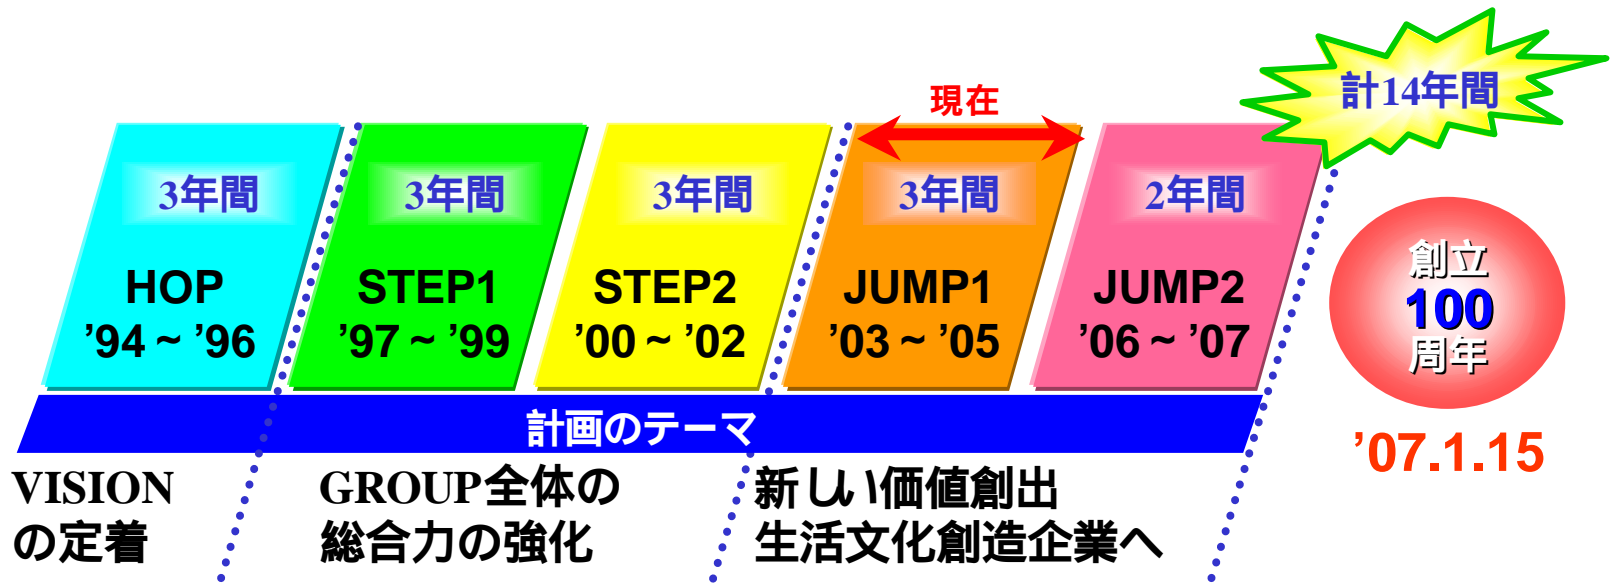 計14年間
現在
3年間
3年間
3年間
3年間
2年間
HOP
’94 ~ ’96
STEP1
’97 ~ ’99
STEP2
’00 ~ ’02
JUMP1
’03 ~ ’05
JUMP2
’06 ~ ’07
創立
100
周年
’07.1.15
計画のテーマ
VISION
の定着
GROUP全体の
総合力の強化
新しい価値創出
生活文化創造企業へ